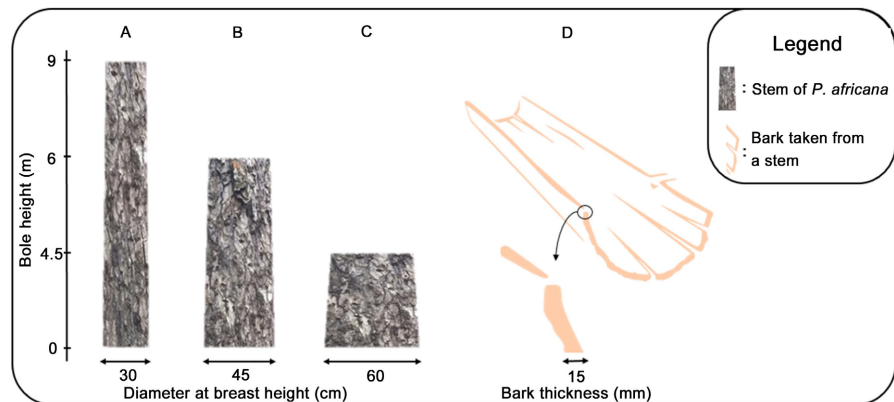 A
B
C
D
Legend
: Stem of P. africana
Bark taken from
: a stem
Bole height (m)
9
6
4.5
0
30
45
60
15
Diameter at breast height (cm)
Bark thickness (mm)